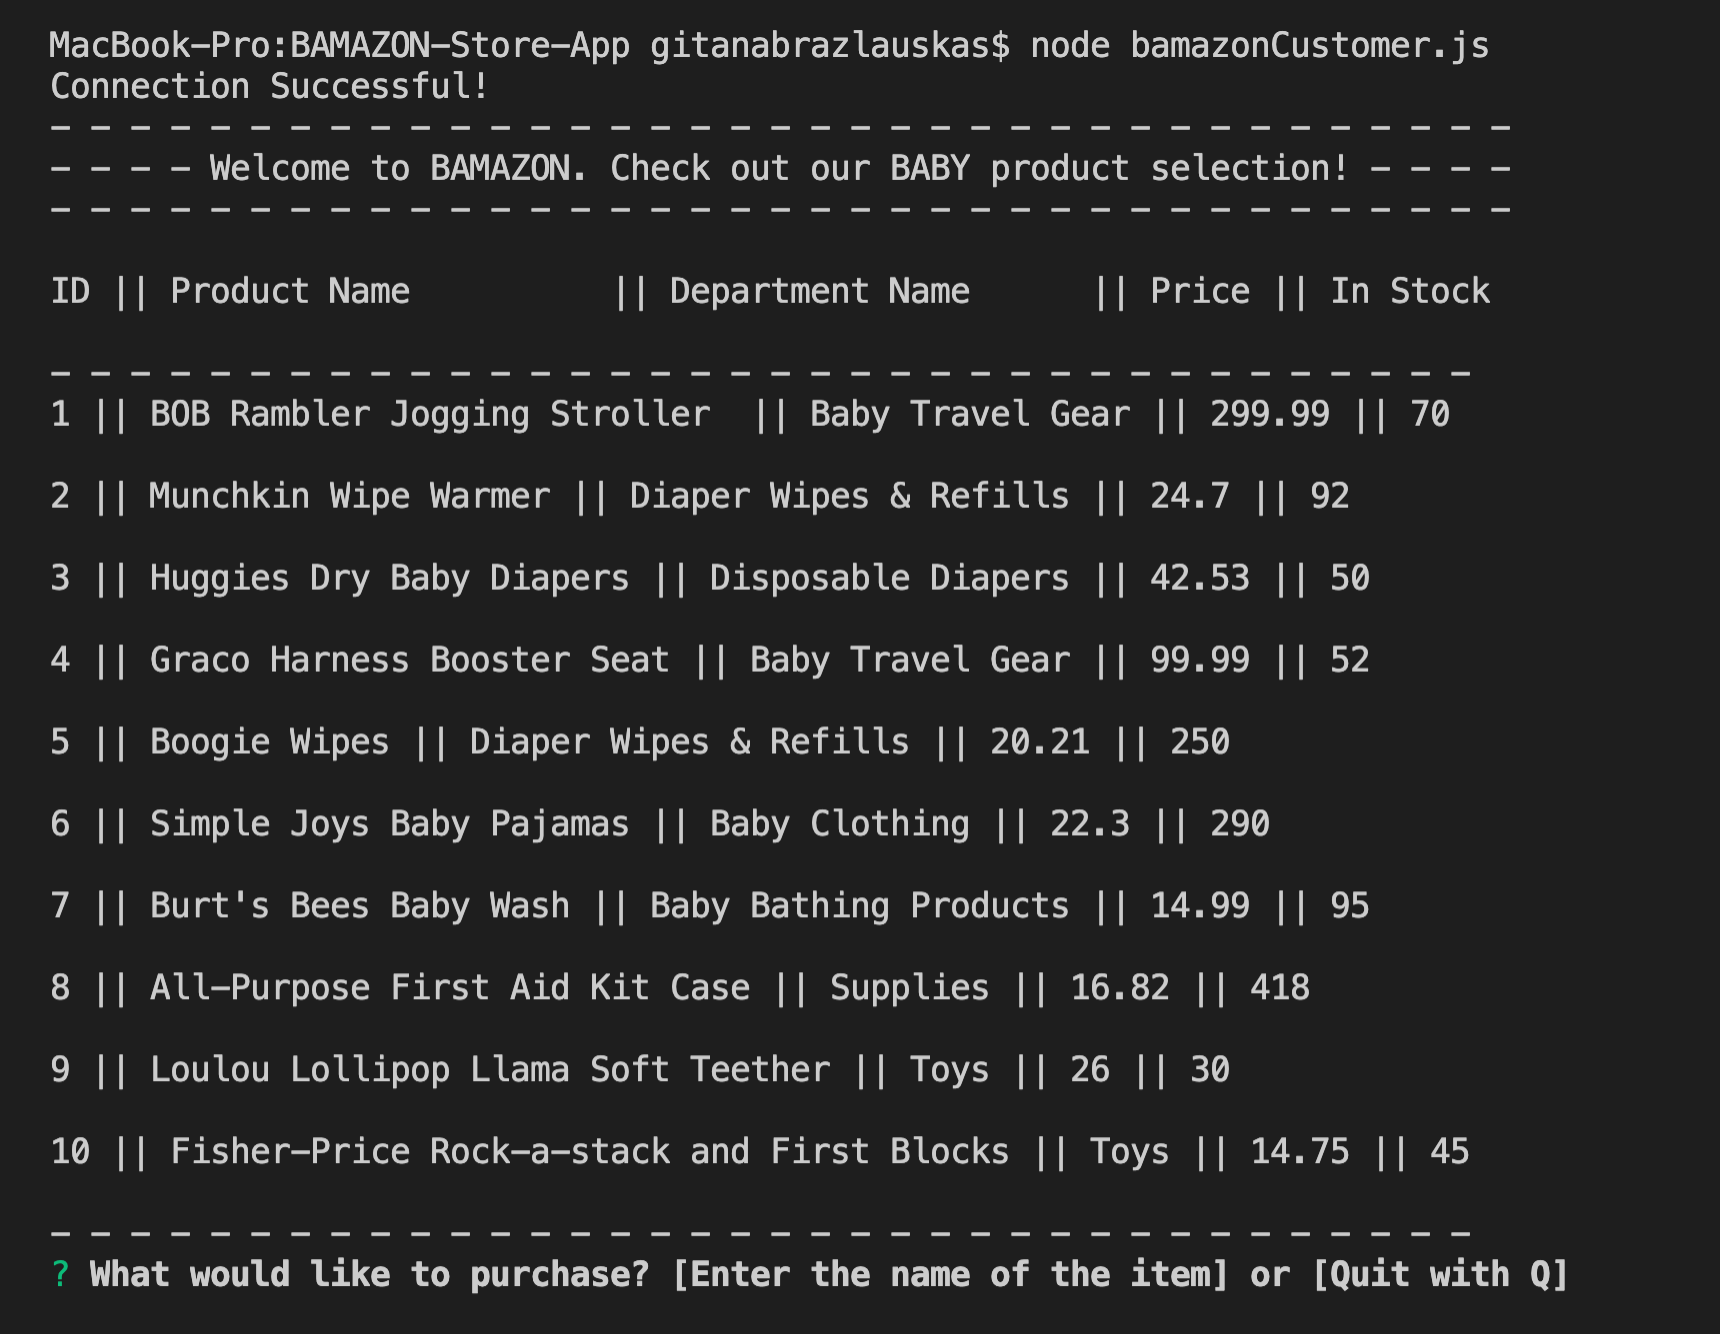 MacBook-Pro:BAMAZON-Store-App gitanabrazlauskas$ node bamazonCustomer.js
Connection Successful!
- - - - - - - - - - - - - - - - - - - - - - - - - - - - - - - - - - - - -
- - - - Welcome to BAMAZON. Check out our BABY product selection! - - - -
- - - - - - - - - - - - - - - - - - - - - - - - - - - - - - - - - - - - -
ID || Product Name          || Department Name      || Price || In Stock
- - - - - - - - - - - - - - - - - - - - - - - - - - - - - - - - - - - -
1 || BOB Rambler Jogging Stroller  || Baby Travel Gear || 299.99 || 70
2 || Munchkin Wipe Warmer || Diaper Wipes & Refills || 24.7 || 92
3 || Huggies Dry Baby Diapers || Disposable Diapers || 42.53 || 50
4 || Graco Harness Booster Seat || Baby Travel Gear || 99.99 || 52
5 || Boogie Wipes || Diaper Wipes & Refills || 20.21 || 250
6 || Simple Joys Baby Pajamas || Baby Clothing || 22.3 || 290
7 || Burt's Bees Baby Wash || Baby Bathing Products || 14.99 || 95
8 || All-Purpose First Aid Kit Case || Supplies || 16.82 || 418
9 || Loulou Lollipop Llama Soft Teether || Toys || 26 || 30
10 || Fisher-Price Rock-a-stack and First Blocks || Toys || 14.75 || 45
- - - - - - - - - - - - - - - - - - - - - - - - - - - - - - - - - - - -
? What would like to purchase? [Enter the name of the item] or [Quit with Q]